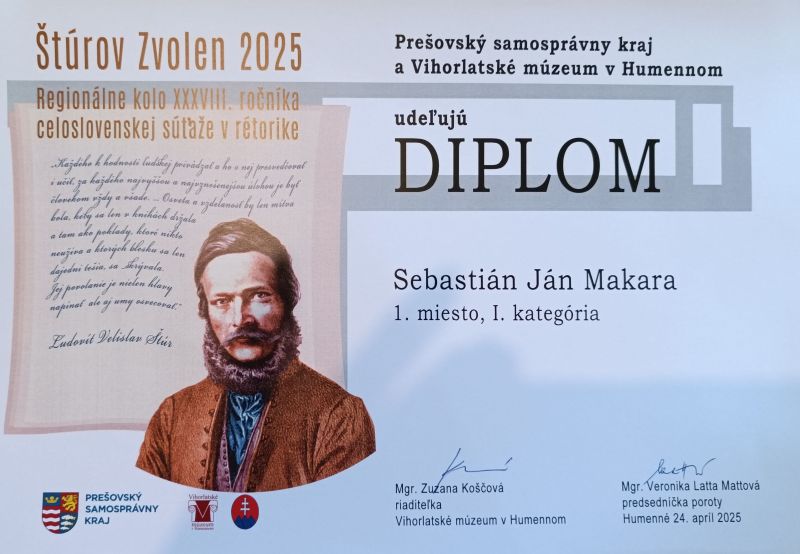 Štúrov Zvolen 2025
Regionálne kolo XXXVIII. ročníka
celoslovenskej súťaže v rétorike
„Každého k hodnosti ľudskej privádzal a ho o nej presvedčoval
i učil, za každého najvyššou a najvznešenejšou úlohou je byť
človekom vždy a všade. – Osveta a vzdelanosť by len mŕtva
bola, keby sa len v knihách držala
a tam ako poklady, ktoré nikto
neužíva a ktorých blesku sa len
dajední tešia, sa skrývala.
Jej povolanie je nielen hlavy
napínať ale aj umy osvecovať.“
Ľudovít Velislav Štúr
Prešovský samosprávny kraj
a Vihorlatské múzeum v Humennom
udeľujú
DIPLOM
Sebastián Ján Makara
1. miesto, I. kategória
Mgr. Zuzana Koščová
riaditeľka
Vihorlatské múzeum v Humennom
Mgr. Veronika Latta Mattová
predsedníčka poroty
Humenné 24. apríl 2025
PREŠOVSKÝ
SAMOSPRÁVNY
KRAJ
Vihorlatské
múzeum
v Humennom